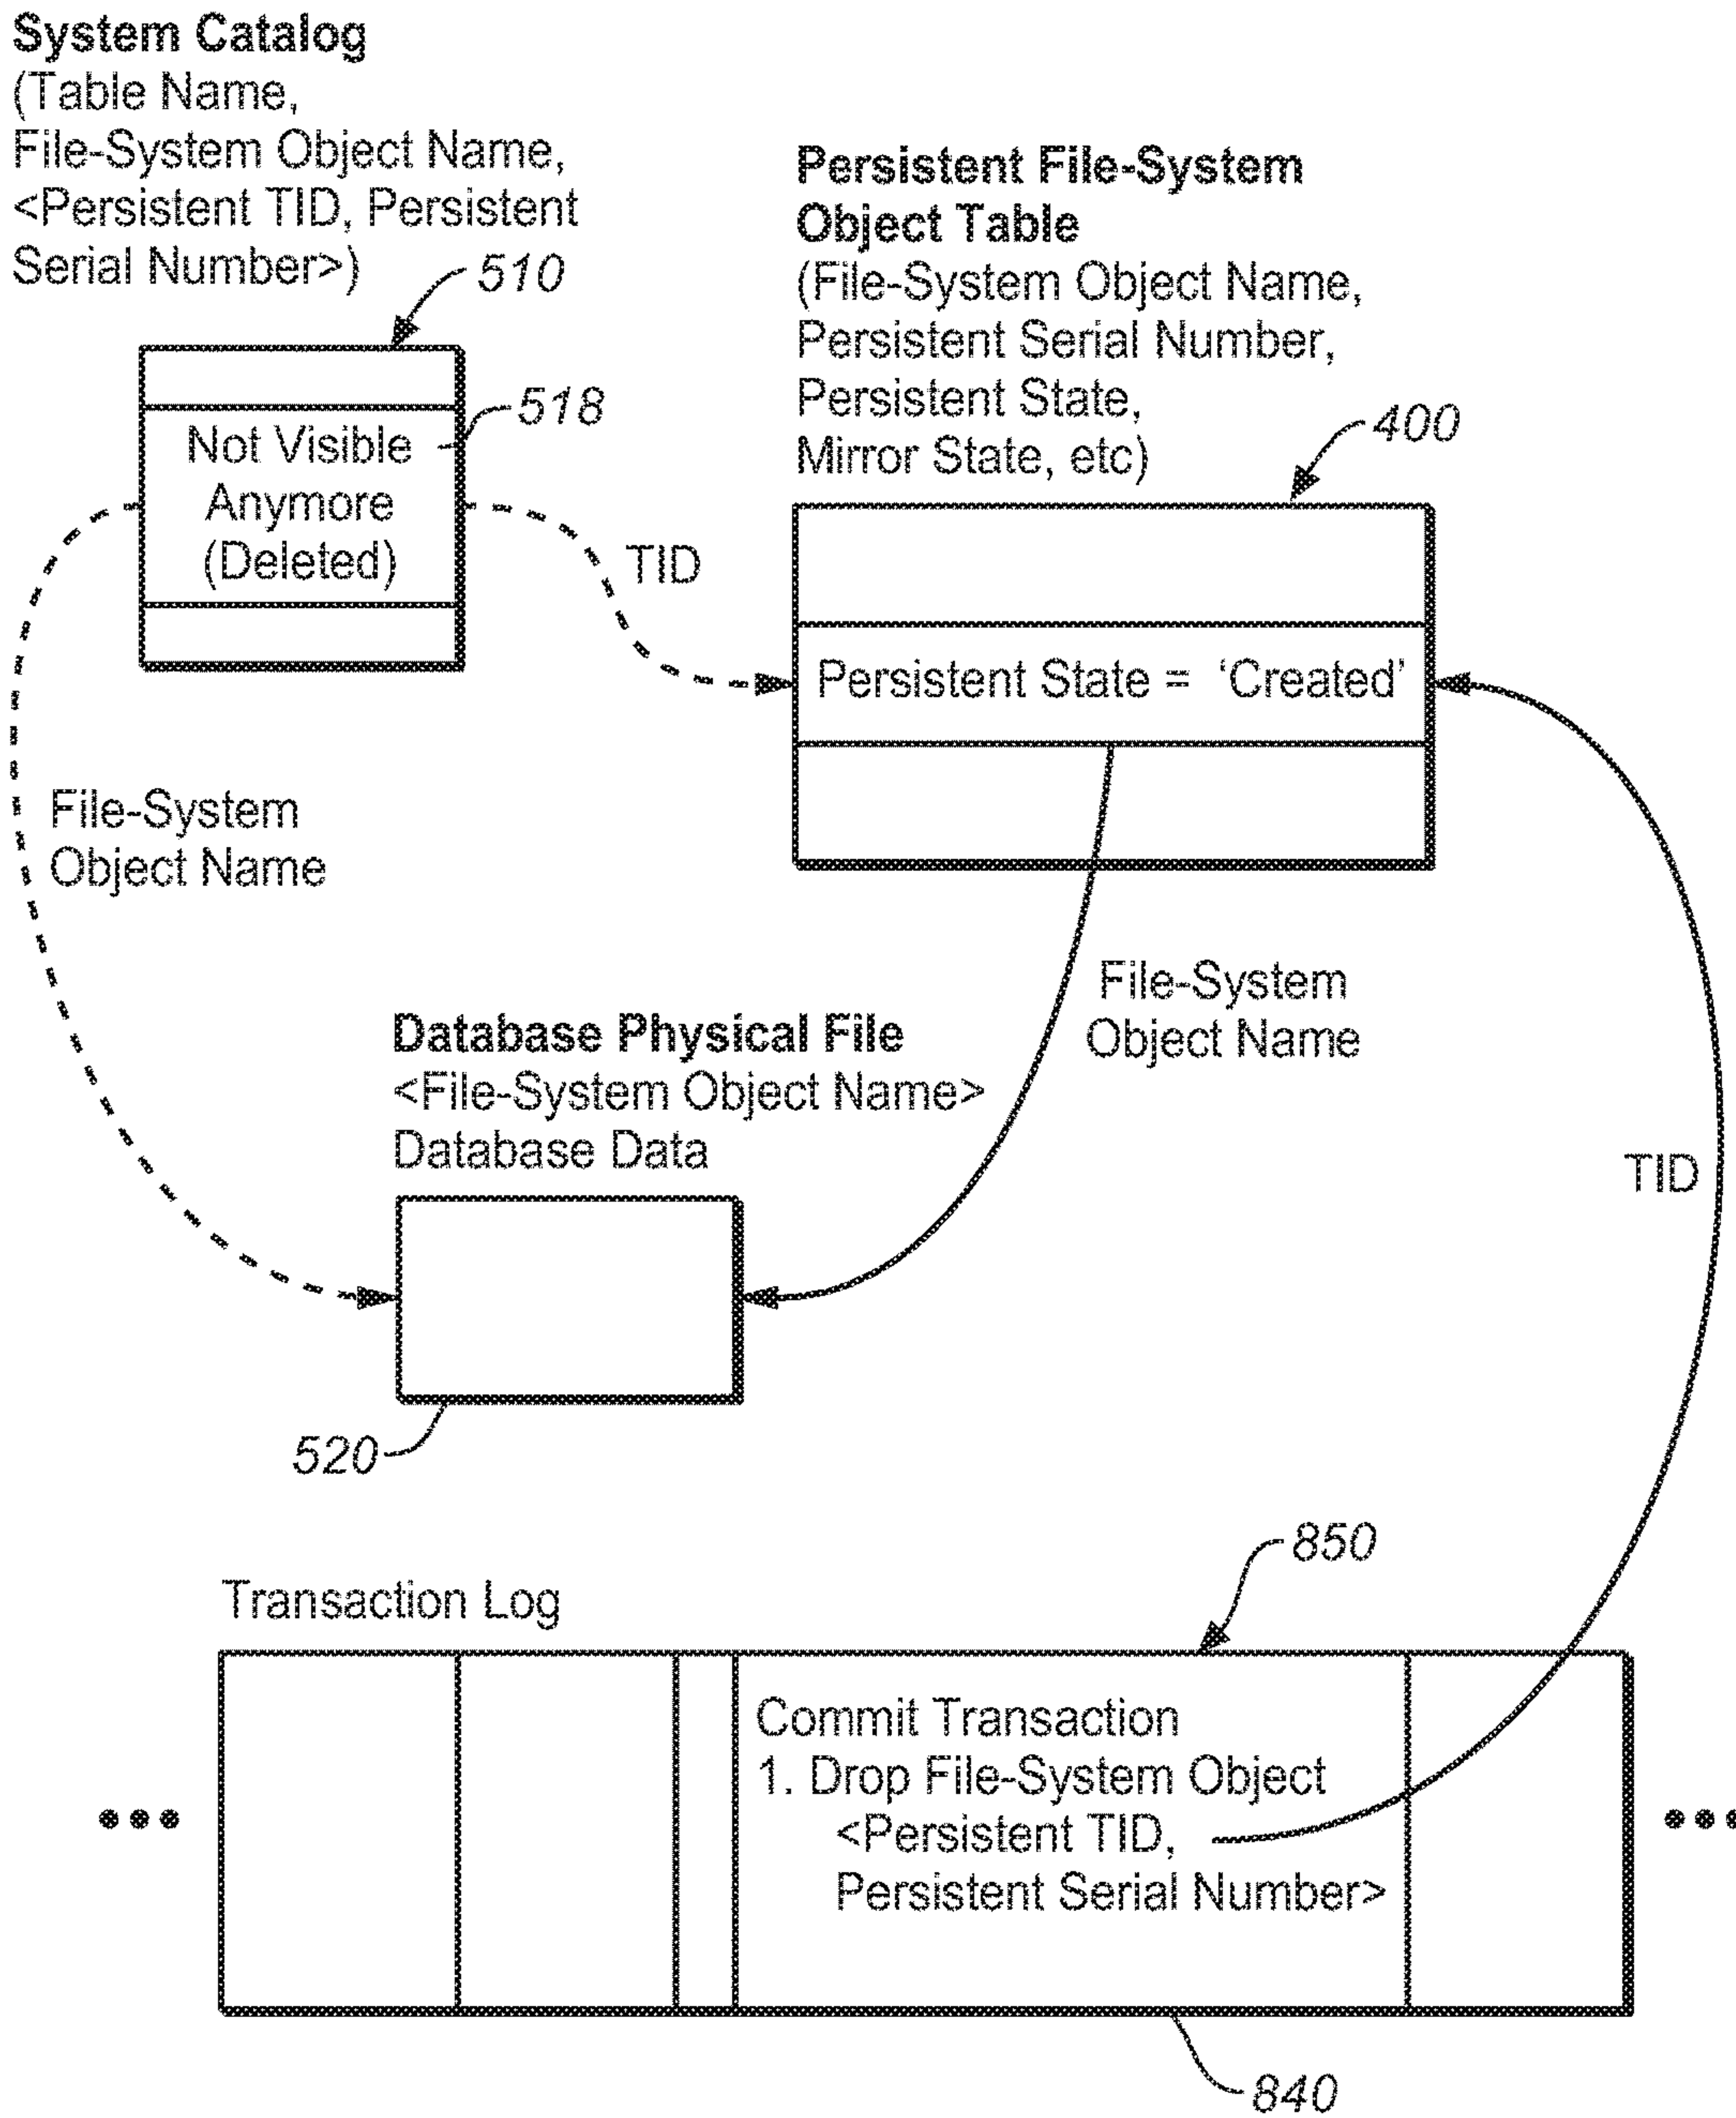 System Catalog
(Table Name,
File-System Object Name,
<Persistent TID, Persistent
Serial Number>)
510
518
Not Visible
Anymore
(Deleted)
TID
Persistent File-System
Object Table
(File-System Object Name,
Persistent Serial Number,
Persistent State,
Mirror State, etc)
400
Persistent State = 'Created'
File-System
Object Name
File-System
Object Name
Database Physical File
<File-System Object Name>
Database Data
TID
520
850
Transaction Log
Commit Transaction
1. Drop File-System Object
<Persistent TID,
Persistent Serial Number>
840